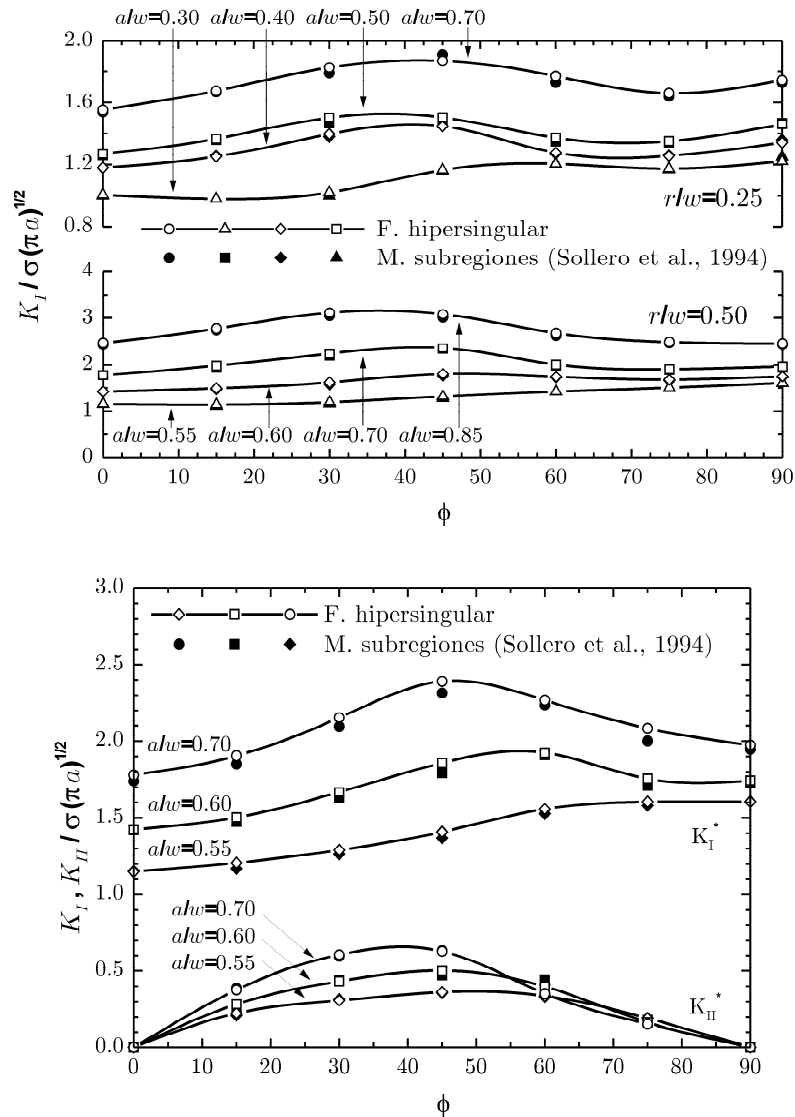 a/w=0.30 a/w=0.40 a/w=0.50 a/w=0.70
2.0
1.6
1.2
0.8
r/w=0.25
F. hipersingular
M. subregiones (Sollero et al., 1994)
K_I / σ(πa)^1/2
4
3
2
1
0
r/w=0.50
a/w=0.55 a/w=0.60 a/w=0.70 a/w=0.85
0 10 20 30 40 50 60 70 80 90
ϕ
3.0
2.5
2.0
1.5
1.0
0.5
0.0
F. hipersingular
M. subregiones (Sollero et al., 1994)
K_I, K_II / σ(πa)^1/2
a/w=0.70
a/w=0.60
a/w=0.55
K_I^*
a/w=0.70
a/w=0.60
a/w=0.55
K_II^*
0 10 20 30 40 50 60 70 80 90
ϕ